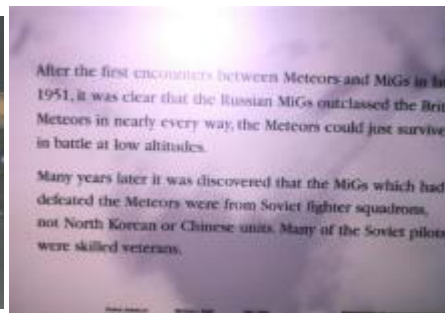 After the first encounters between Meteors and MiGs in
1951, it was clear that the Russian MiGs outclassed the
Meteors in nearly every way, the Meteors could just survive
in battle at low altitudes.
Many years later it was discovered that the MiGs which had
defeated the Meteors were from Soviet fighter squadrons,
not North Korean or Chinese units. Many of the Soviet pilots
were skilled veterans.